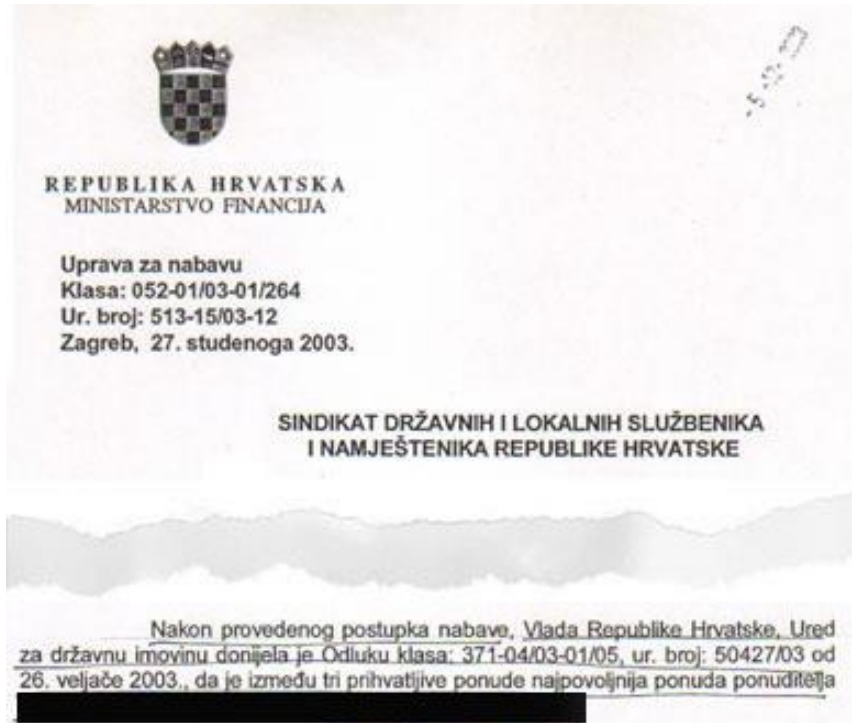 REPUBLIKA HRVATSKA
MINISTARSTVO FINANCIJA
Uprava za nabavu
Klasa: 052-01/03-01/264
Ur. broj: 513-15/03-12
Zagreb, 27. studenoga 2003.
SINDIKAT DRŽAVNIH I LOKALNIH SLUŽBENIKA
I NAMJEŠTENIKA REPUBLIKE HRVATSKE
Nakon provedenog postupka nabave, Vlada Republike Hrvatske, Ured
za državnu imovinu donijela je Odluku klasa: 371-04/03-01/05, ur. broj: 50427/03 od
26. veljače 2003., da je između tri prihvatljive ponude najpovoljnija ponuda ponuditelja